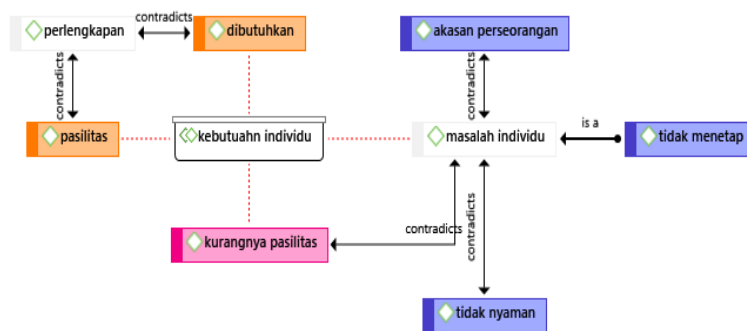 contradicts
perlengkapan
dibutuhkan
akasan perseorangan
contradicts
contradicts
is a
pasilitas
kebutuahn individu
masalah individu
tidak menetap
contradicts
contradicts
kurangnya pasilitas
tidak nyaman